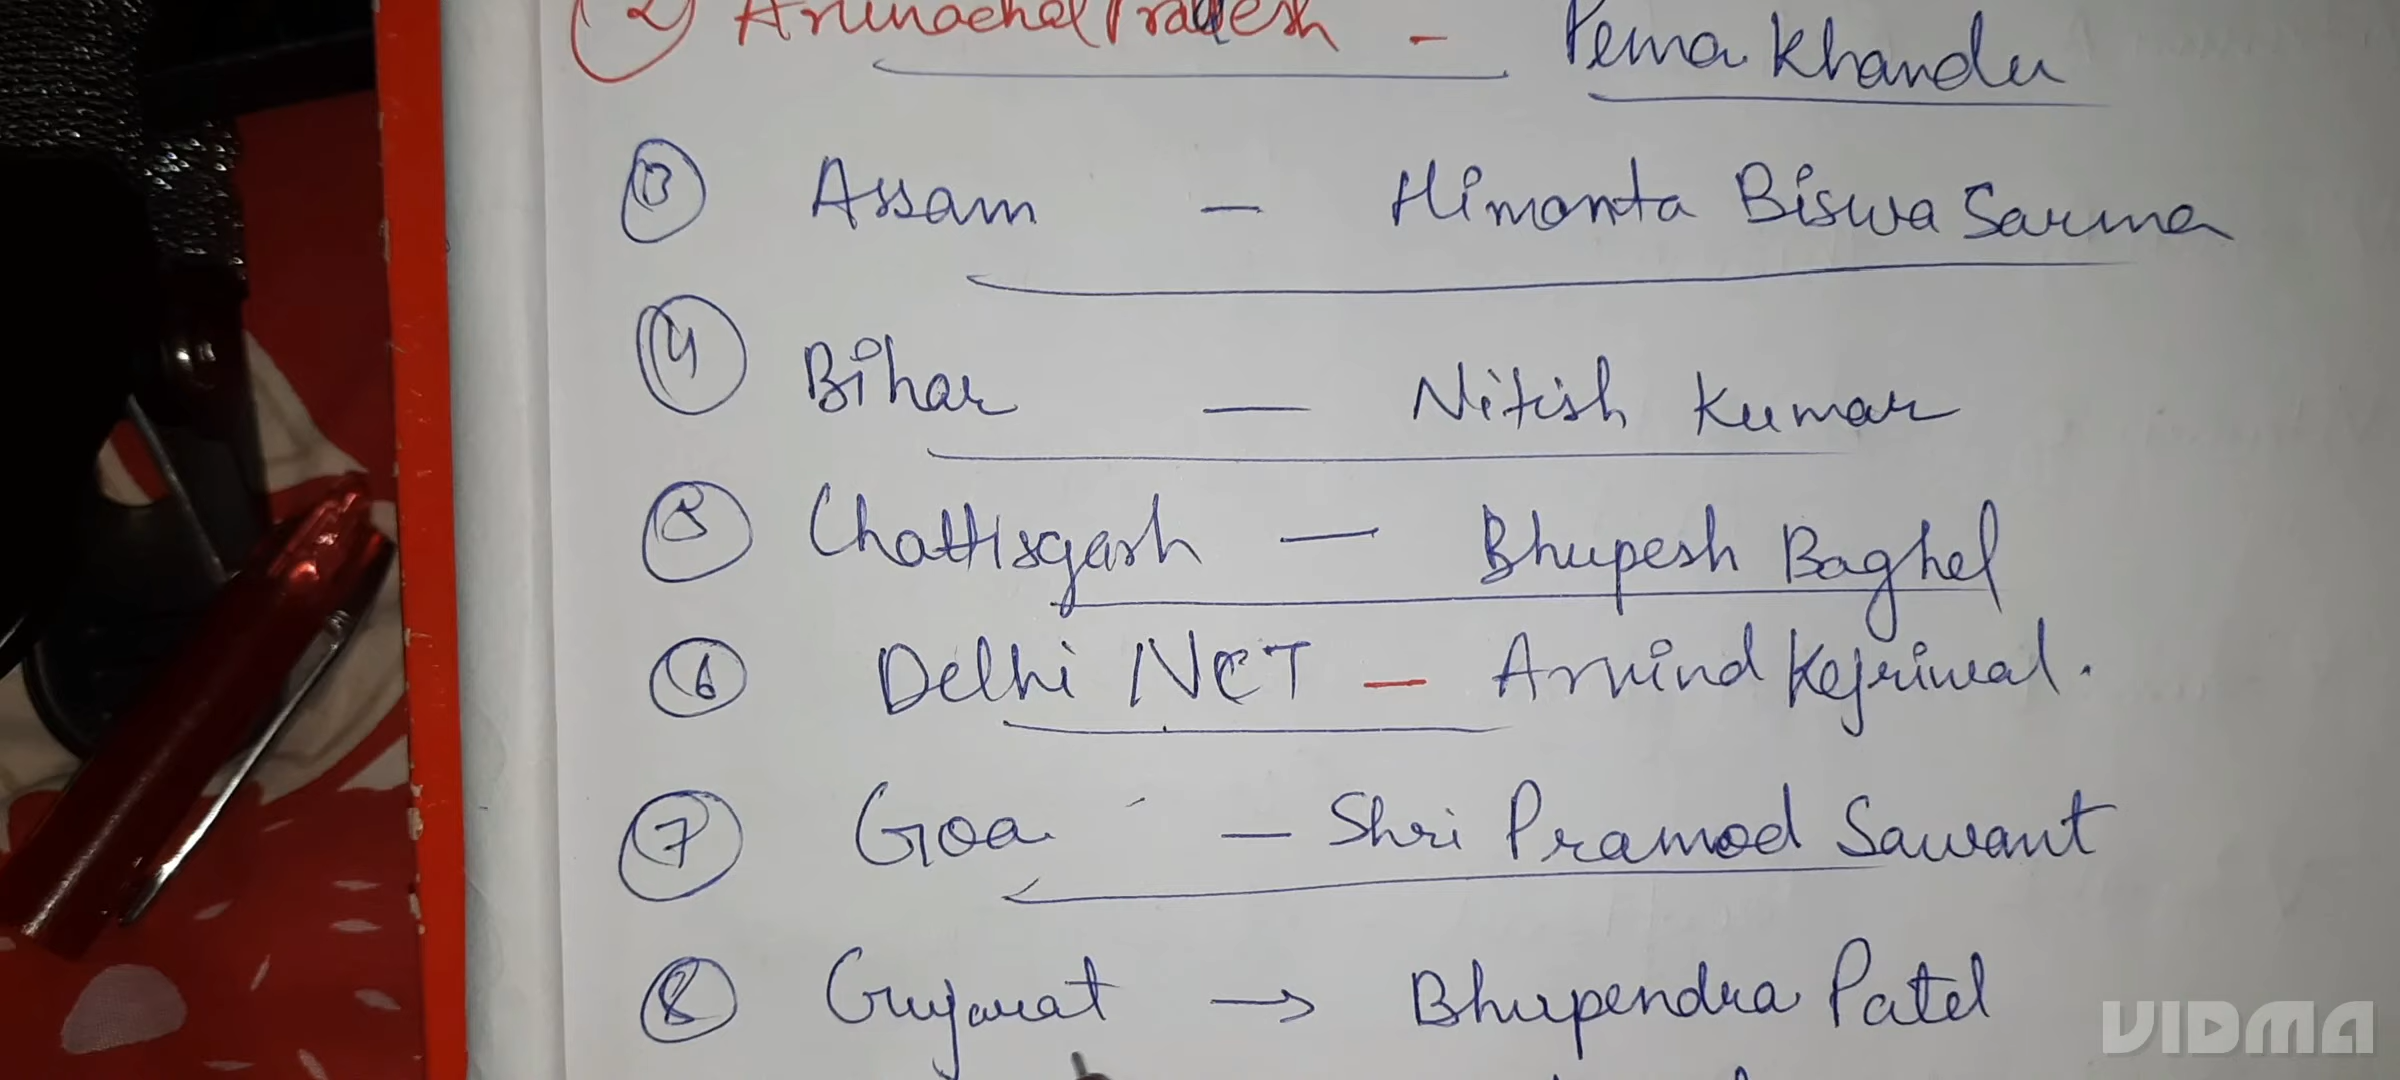 2 Arunachal Pradesh - Pema Khandu
3 Assam - Himanta Biswa Sarma
4 Bihar - Nitish Kumar
5 Chattisgarh - Bhupesh Baghel
6 Delhi NCT - Arvind Kejriwal.
7 Goa - Shri Pramod Sawant
8 Gujarat → Bhupendra Patel
VIDMA